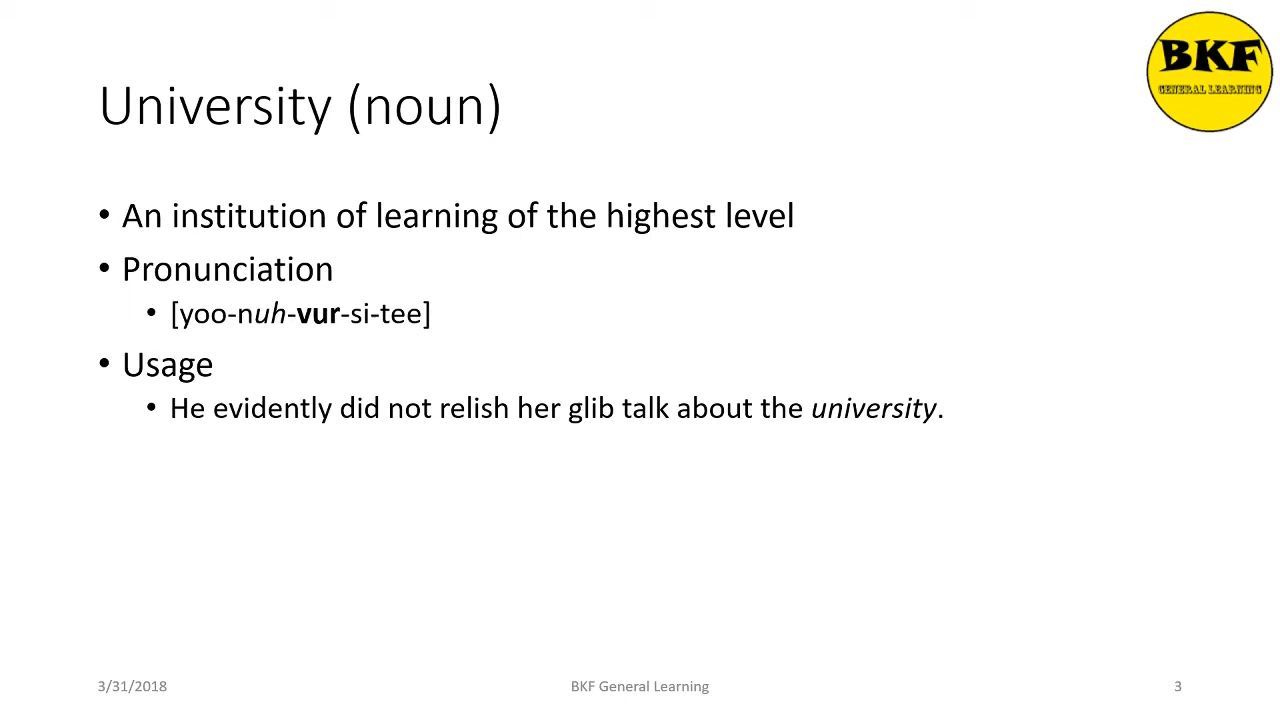 BKF
GENERAL LEARNING
University (noun)
• An institution of learning of the highest level
• Pronunciation
• [yoo-nuh-vur-si-tee]
• Usage
• He evidently did not relish her glib talk about the university.
3/31/2018
BKF General Learning
3